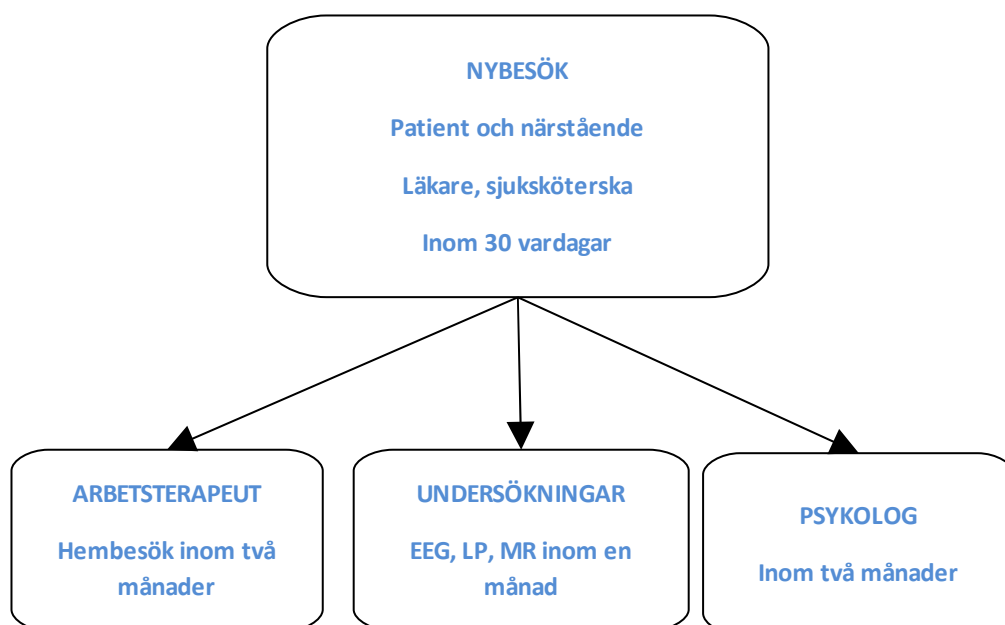 NYBESÖK
Patient och närstående
Läkare, sjuksköterska
Inom 30 vardagar
ARBETSTERAPEUT
Hembesök inom två
månader
UNDERSÖKNINGAR
EEG, LP, MR inom en
månad
PSYKOLOG
Inom två månader